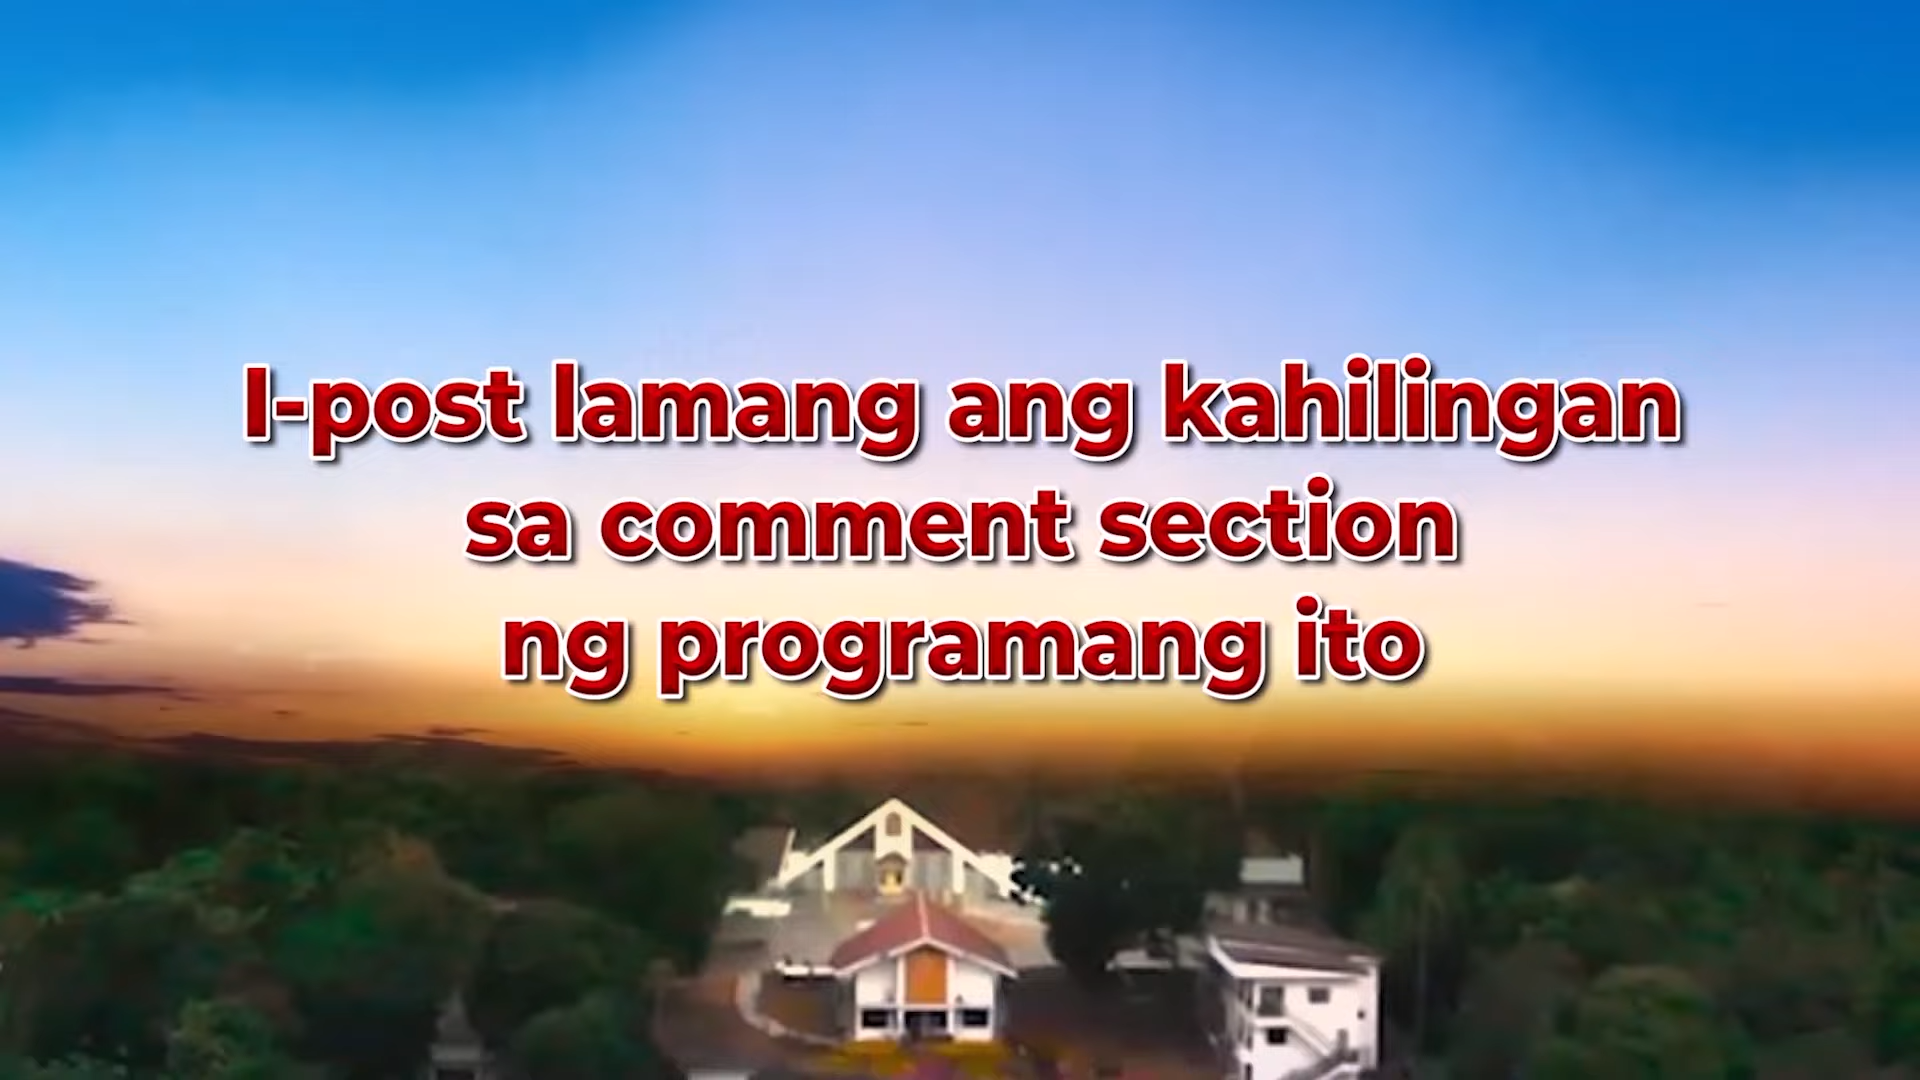 I-post lamang ang kahilingan
sa comment section
ng programang ito